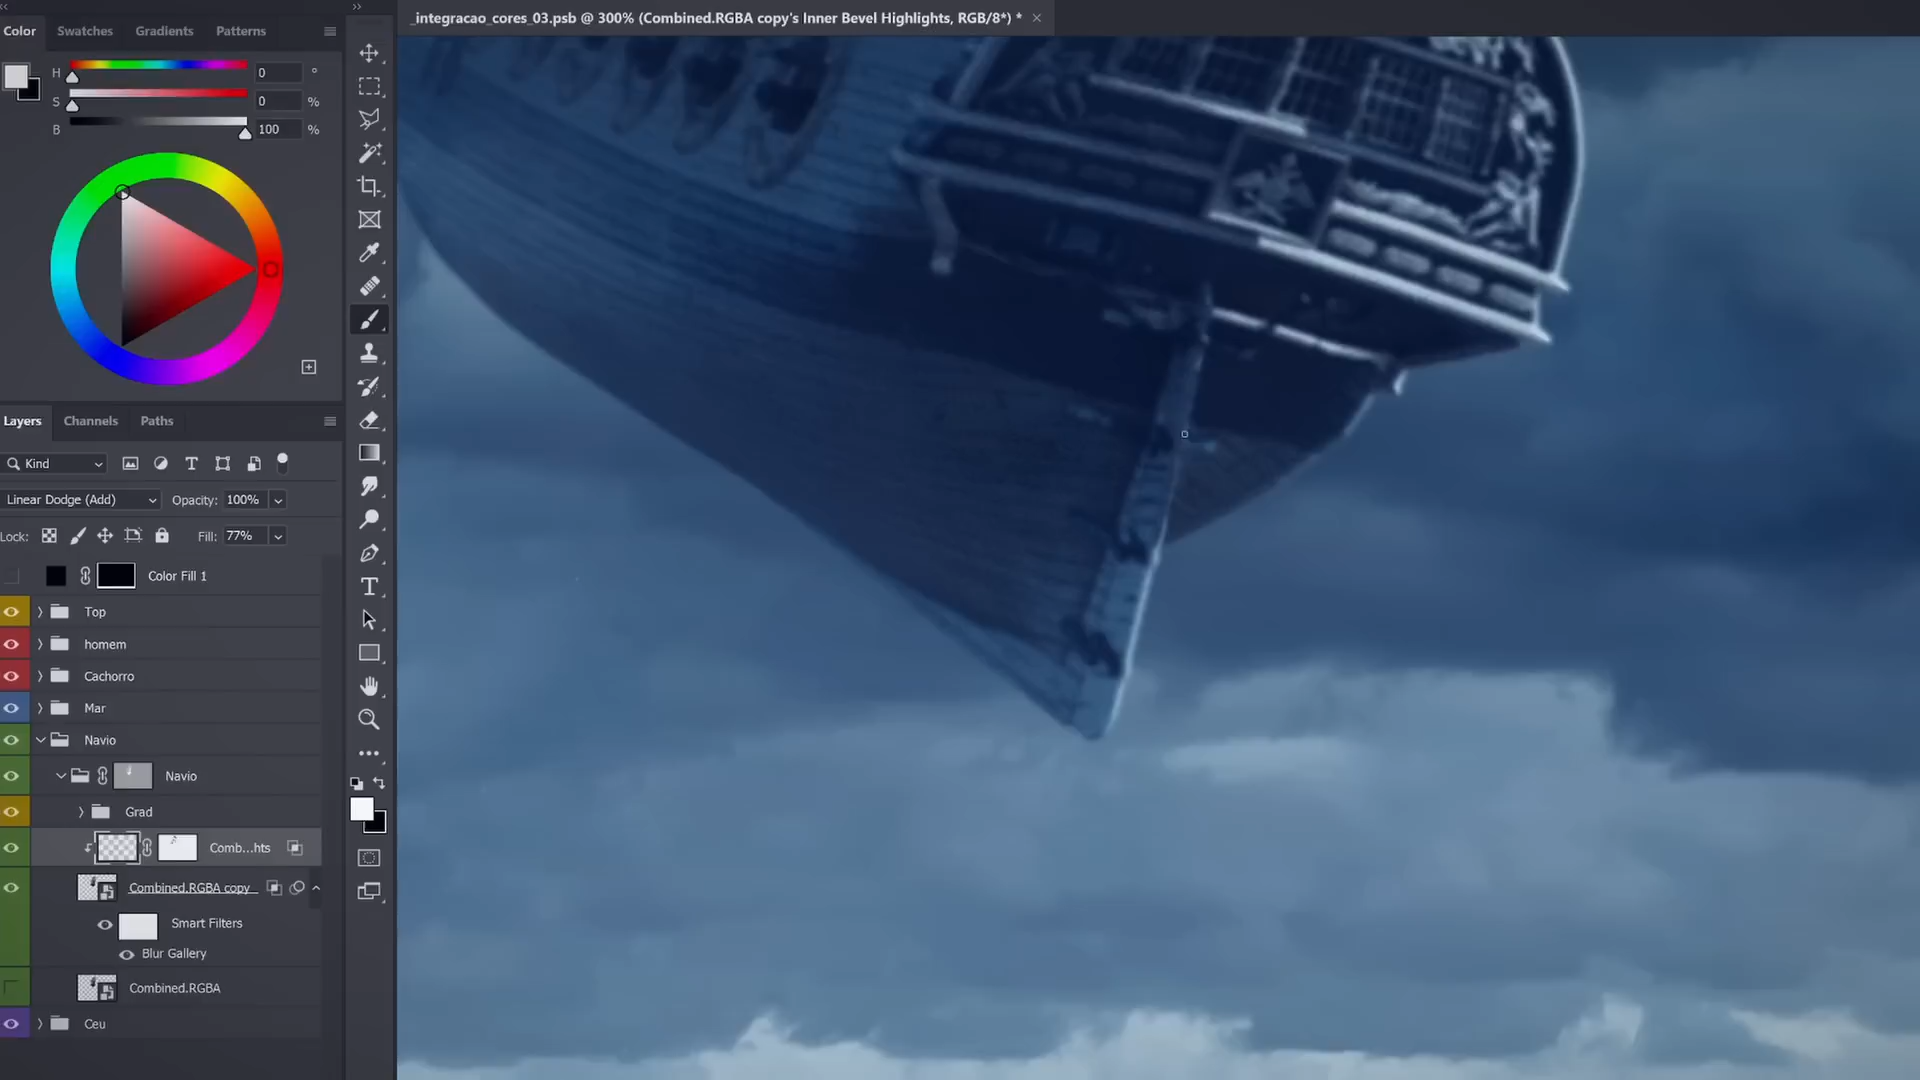 _integracao_cores_03.psb @ 300% (Combined.RGBA copy's Inner Bevel Highlights, RGB/8*) *
Color Swatches Gradients Patterns
H 0 °
S 0 %
B 100 %
Layers Channels Paths
Kind
Linear Dodge (Add) Opacity: 100%
Lock: Fill: 77%
Color Fill 1
Top
homem
Cachorro
Mar
Navio
Navio
Grad
Comb...hts
Combined.RGBA copy
Smart Filters
Blur Gallery
Combined.RGBA
Ceu